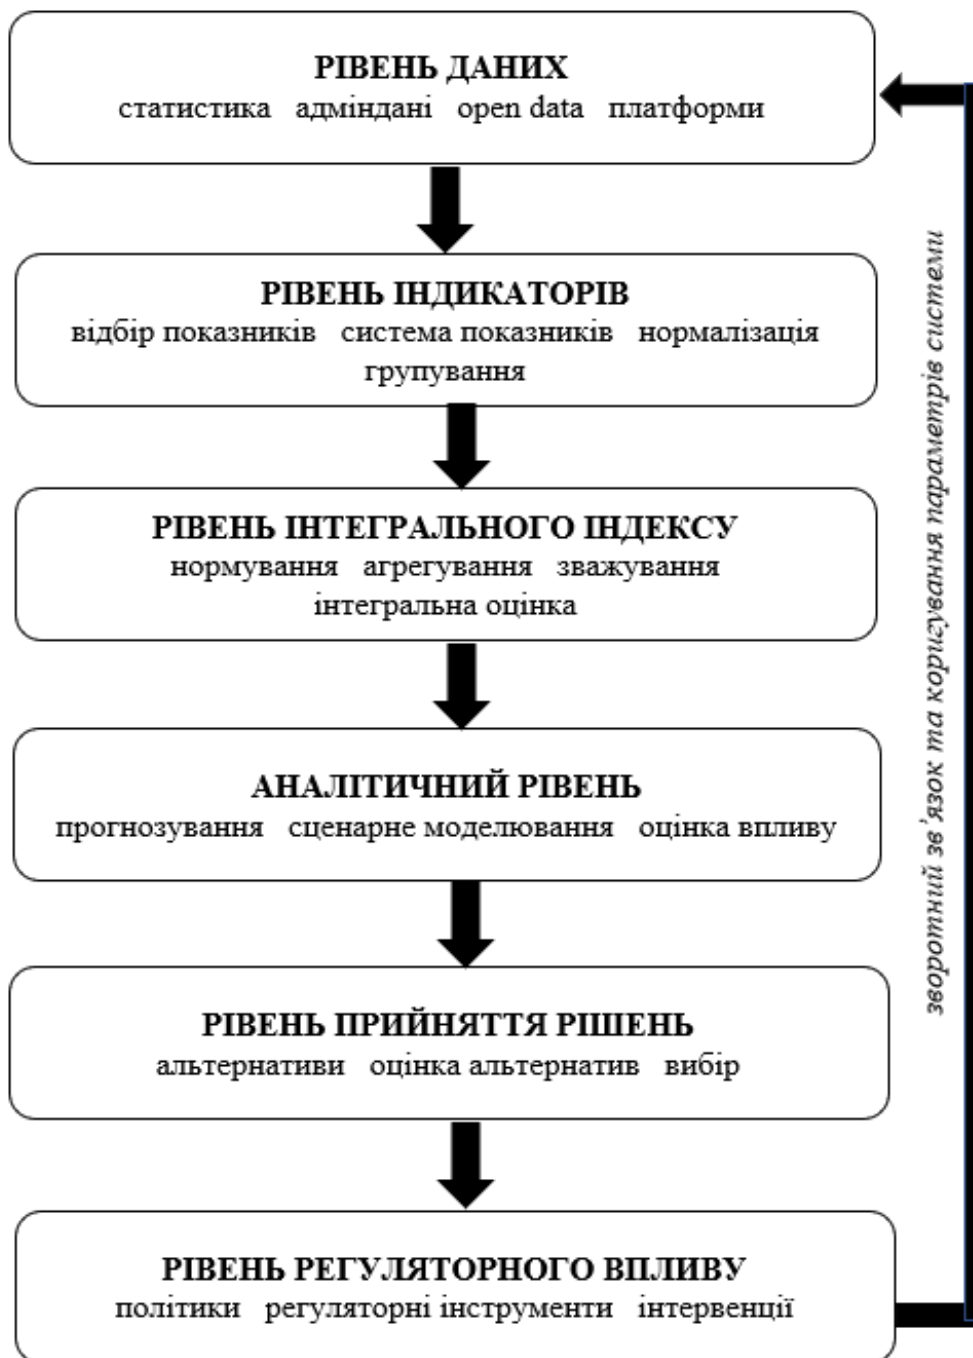 РІВЕНЬ ДАНИХ
статистика адміндані open data платформи
РІВЕНЬ ІНДИКАТОРІВ
відбір показників система показників нормалізація
групування
РІВЕНЬ ІНТЕГРАЛЬНОГО ІНДЕКСУ
нормування агрегування зважування
інтегральна оцінка
АНАЛІТИЧНИЙ РІВЕНЬ
прогнозування сценарне моделювання оцінка впливу
РІВЕНЬ ПРИЙНЯТТЯ РІШЕНЬ
альтернативи оцінка альтернатив вибір
РІВЕНЬ РЕГУЛЯТОРНОГО ВПЛИВУ
політики регуляторні інструменти інтервенції
зворотний зв'язок та коригування параметрів системи